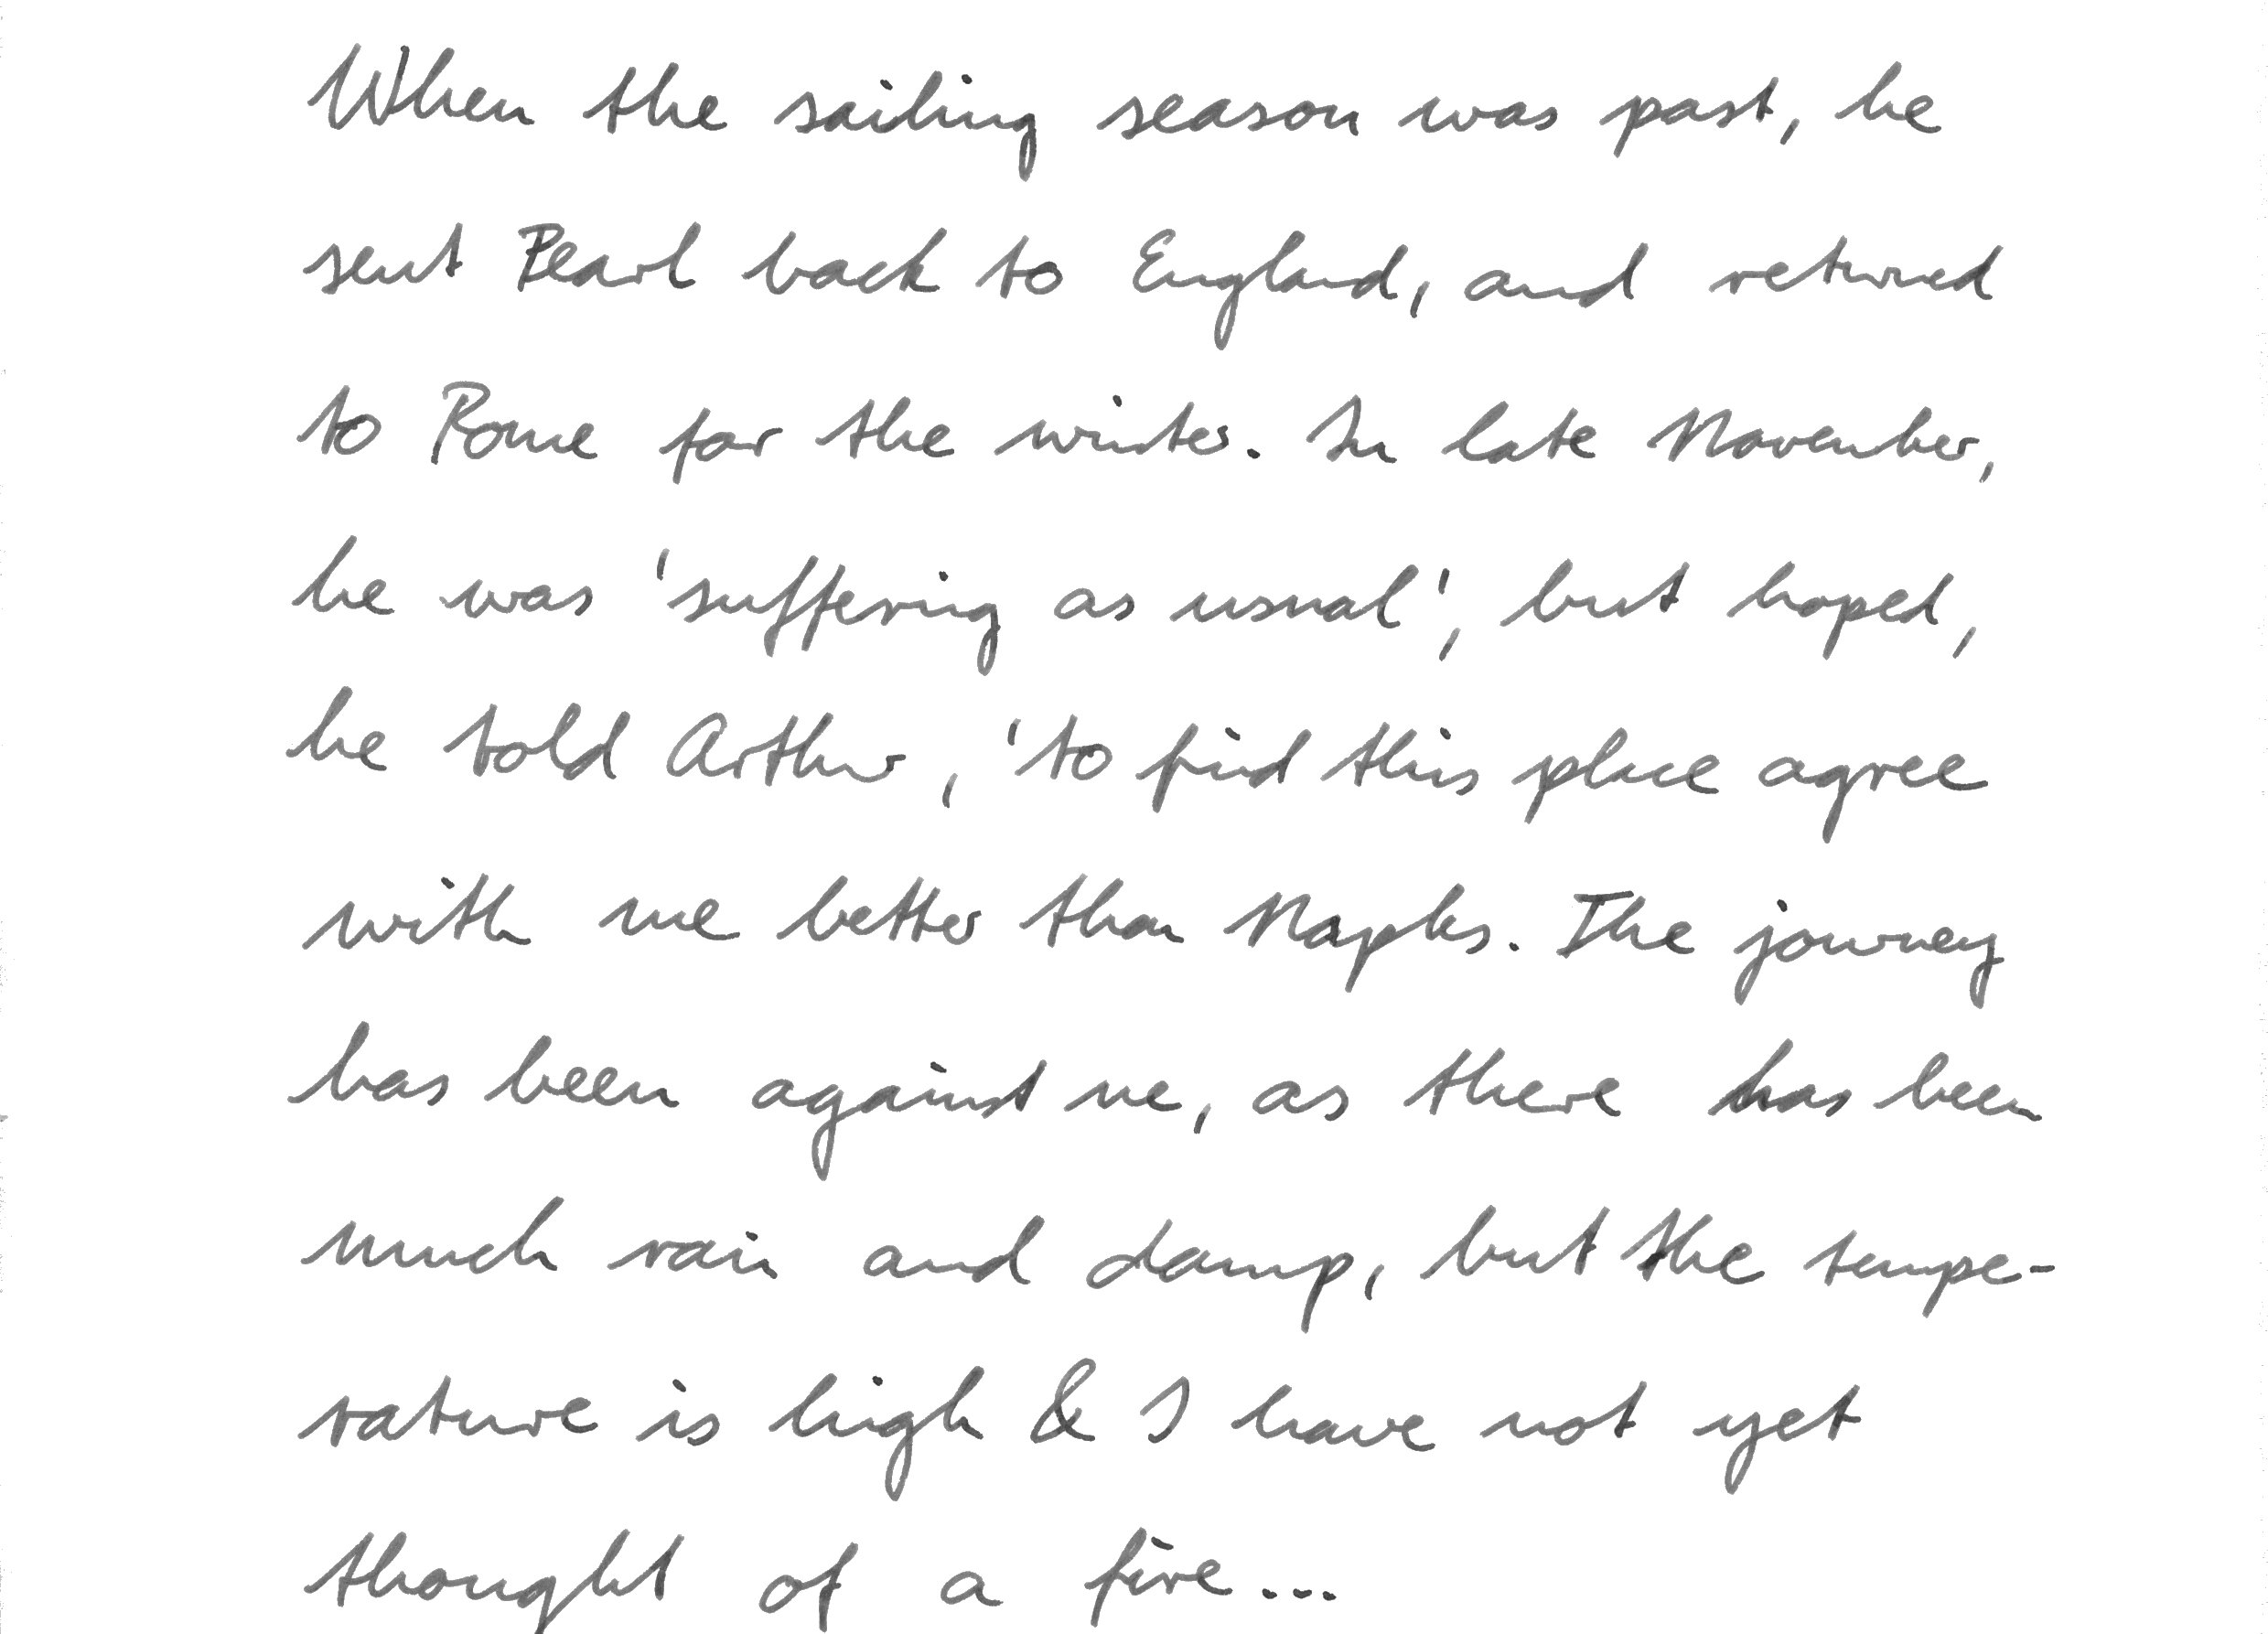 When the sailing season was past, he
sent Pearl back to England, and returned
to Rome for the winter. In late November,
he was 'suffering as usual', but hoped,
he told Arthur, 'to find this place agree
with me better than Naples. The journey
has been against me, as there has been
much rain and damp, but the tempe-
rature is high & I have not yet
thought of a fire...